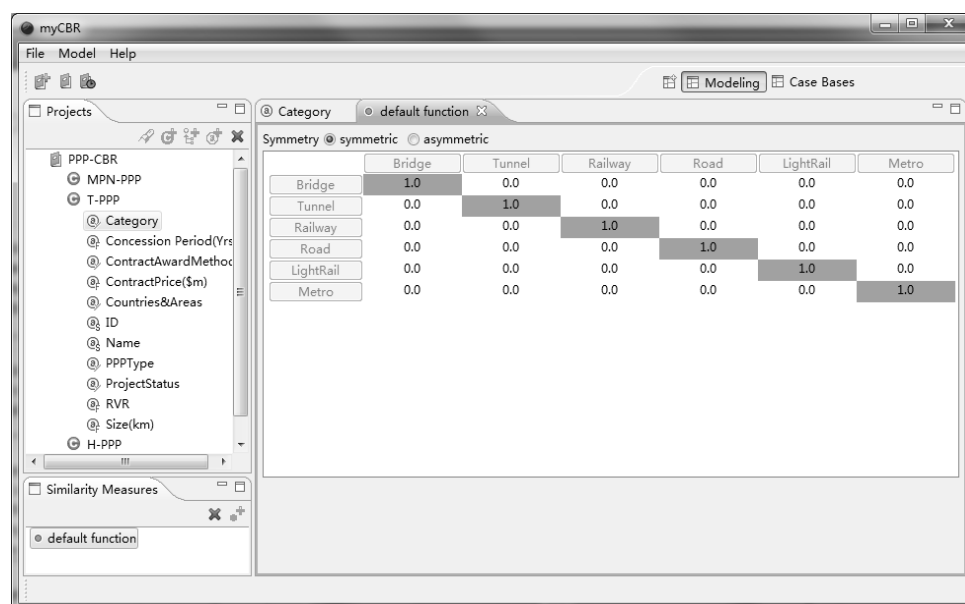 myCBR
File Model Help
Modeling Case Bases
Projects
PPP-CBR
MPN-PPP
T-PPP
Category
Concession Period(Yrs
ContractAwardMethod
ContractPrice($m)
Countries&Areas
ID
Name
PPPType
ProjectStatus
RVR
Size(km)
H-PPP
Similarity Measures
default function
Category default function
Symmetry symmetric asymmetric
Bridge Tunnel Railway Road LightRail Metro
Bridge 1.0 0.0 0.0 0.0 0.0 0.0
Tunnel 0.0 1.0 0.0 0.0 0.0 0.0
Railway 0.0 0.0 1.0 0.0 0.0 0.0
Road 0.0 0.0 0.0 1.0 0.0 0.0
LightRail 0.0 0.0 0.0 0.0 1.0 0.0
Metro 0.0 0.0 0.0 0.0 0.0 1.0